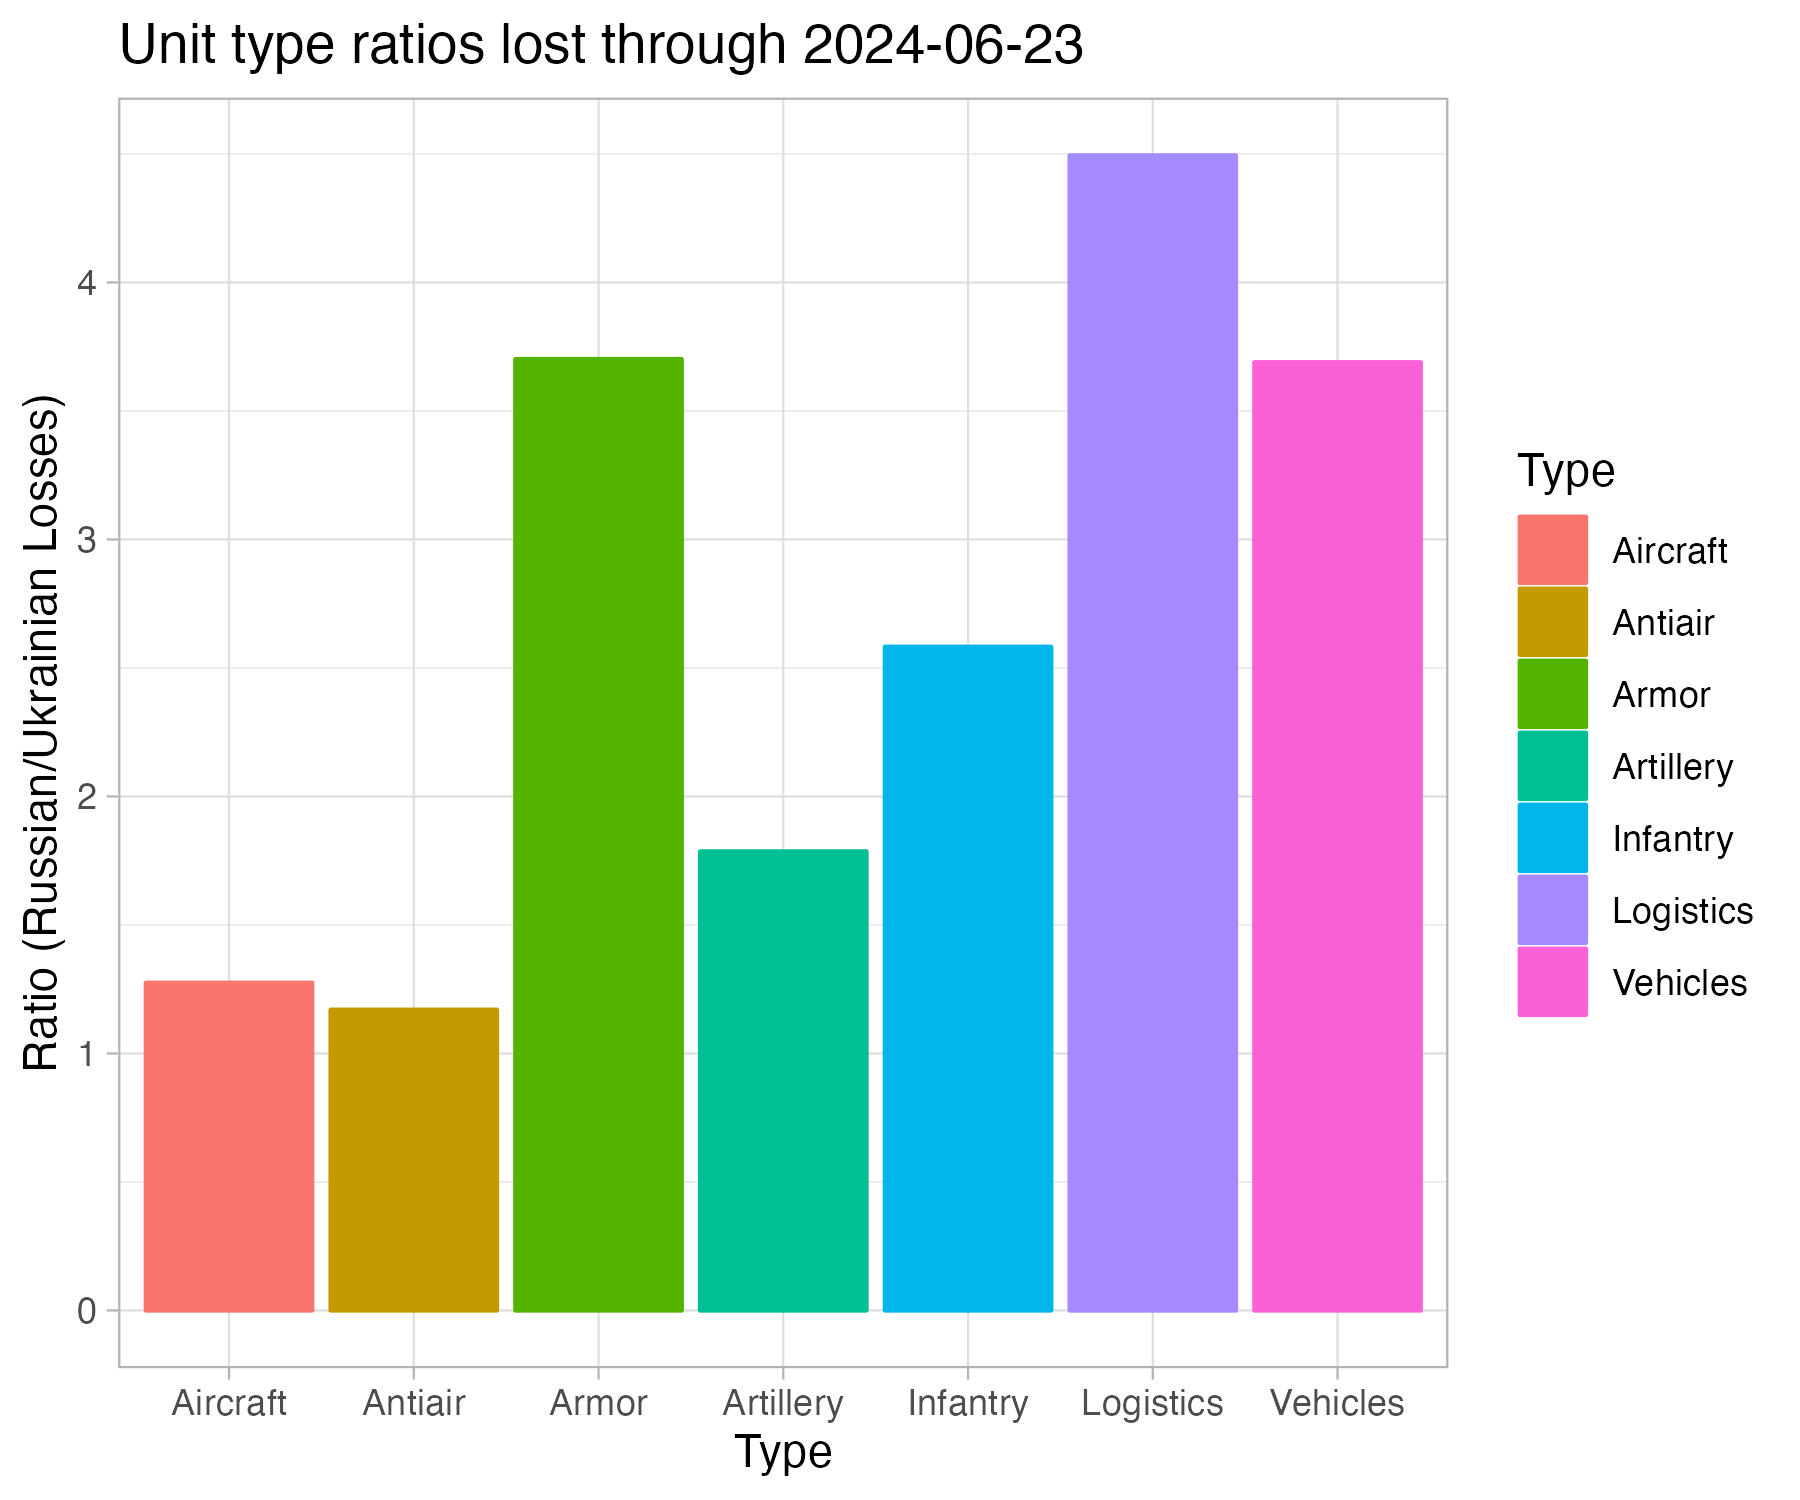 Unit type ratios lost through 2024-06-23
Ratio (Russian/Ukrainian Losses)
4
3
2
1
0
Aircraft
Antiair
Armor
Artillery
Infantry
Logistics
Vehicles
Type
Type
Aircraft
Antiair
Armor
Artillery
Infantry
Logistics
Vehicles